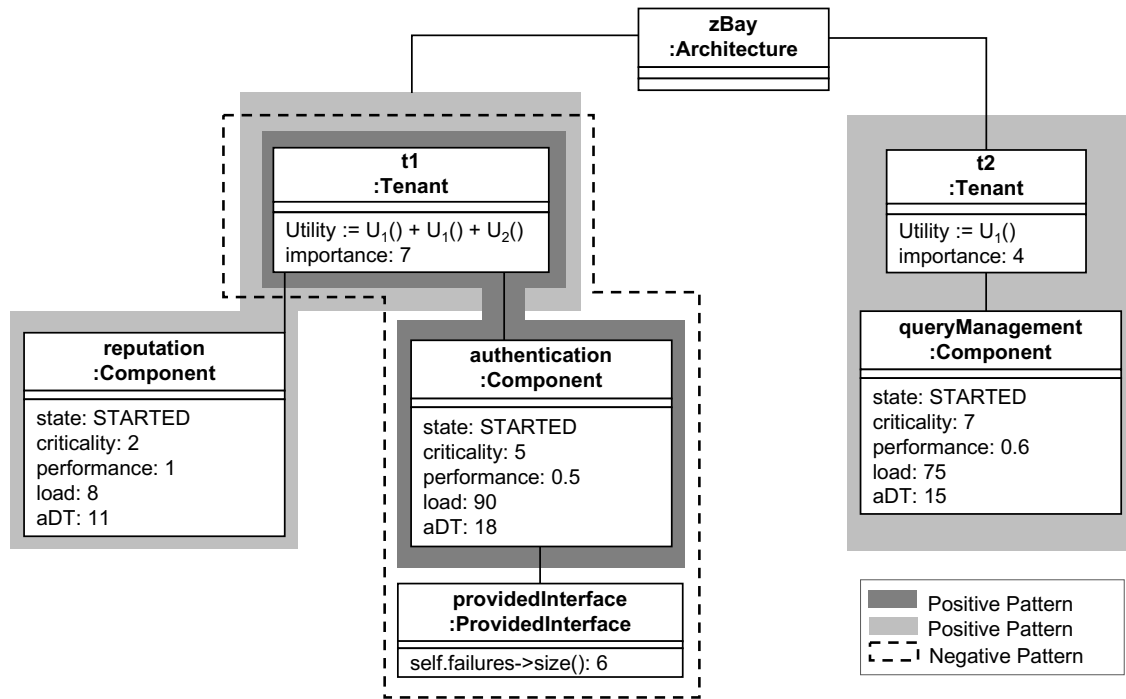 zBay
:Architecture
t1
:Tenant
Utility := U₁() + U₁() + U₂()
importance: 7
t2
:Tenant
Utility := U₁()
importance: 4
reputation
:Component
state: STARTED
criticality: 2
performance: 1
load: 8
aDT: 11
authentication
:Component
state: STARTED
criticality: 5
performance: 0.5
load: 90
aDT: 18
queryManagement
:Component
state: STARTED
criticality: 7
performance: 0.6
load: 75
aDT: 15
providedInterface
:ProvidedInterface
self.failures->size(): 6
Positive Pattern
Positive Pattern
Negative Pattern